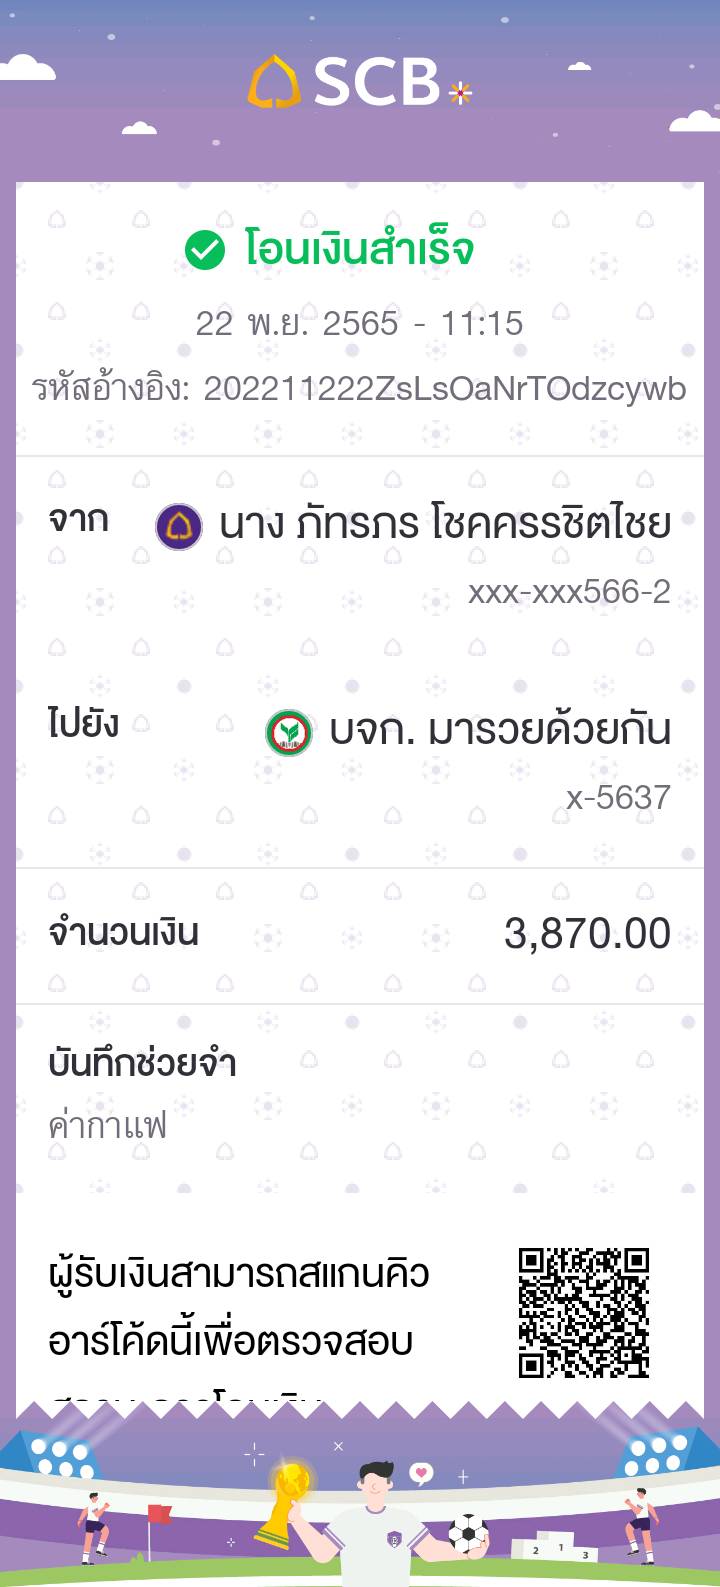 SCB
โอนเงินสำเร็จ
22 พ.ย. 2565 - 11:15
รหัสอ้างอิง: 202211222ZsLsOaNrTOdzcywb
จาก นาง ภัทรภร โชคครรชิตไชย
xxx-xxx566-2
ไปยัง บจก. มารวยด้วยกัน
x-5637
จำนวนเงิน 3,870.00
บันทึกช่วยจำ
ค่ากาแฟ
ผู้รับเงินสามารถสแกนคิว
อาร์โค้ดนี้เพื่อตรวจสอบ
2 1 3